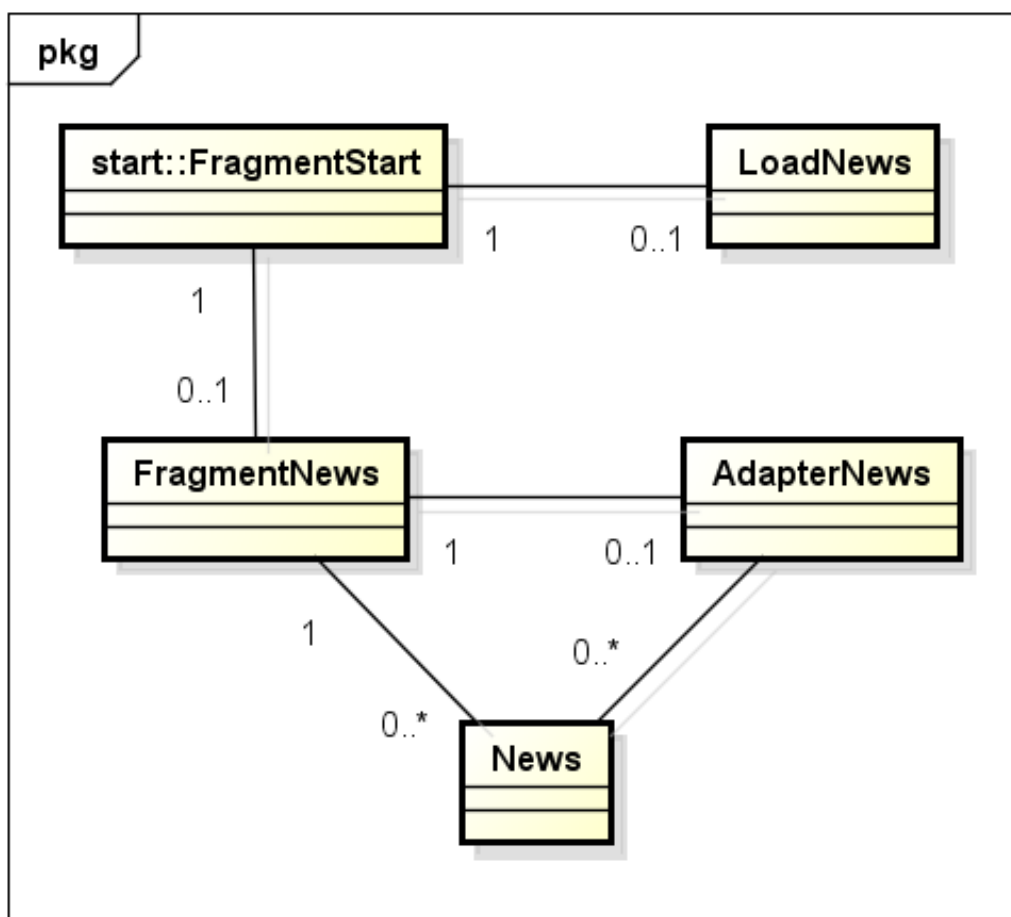 pkg
start::FragmentStart
LoadNews
1
0..1
1
0..1
FragmentNews
AdapterNews
1
0..1
1
0..*
0..*
News